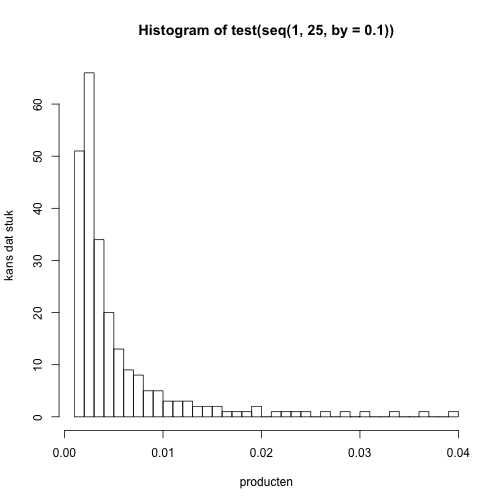 Histogram of test(seq(1, 25, by = 0.1))
kans dat stuk
60
50
40
30
20
10
0
0.00 0.01 0.02 0.03 0.04
producten